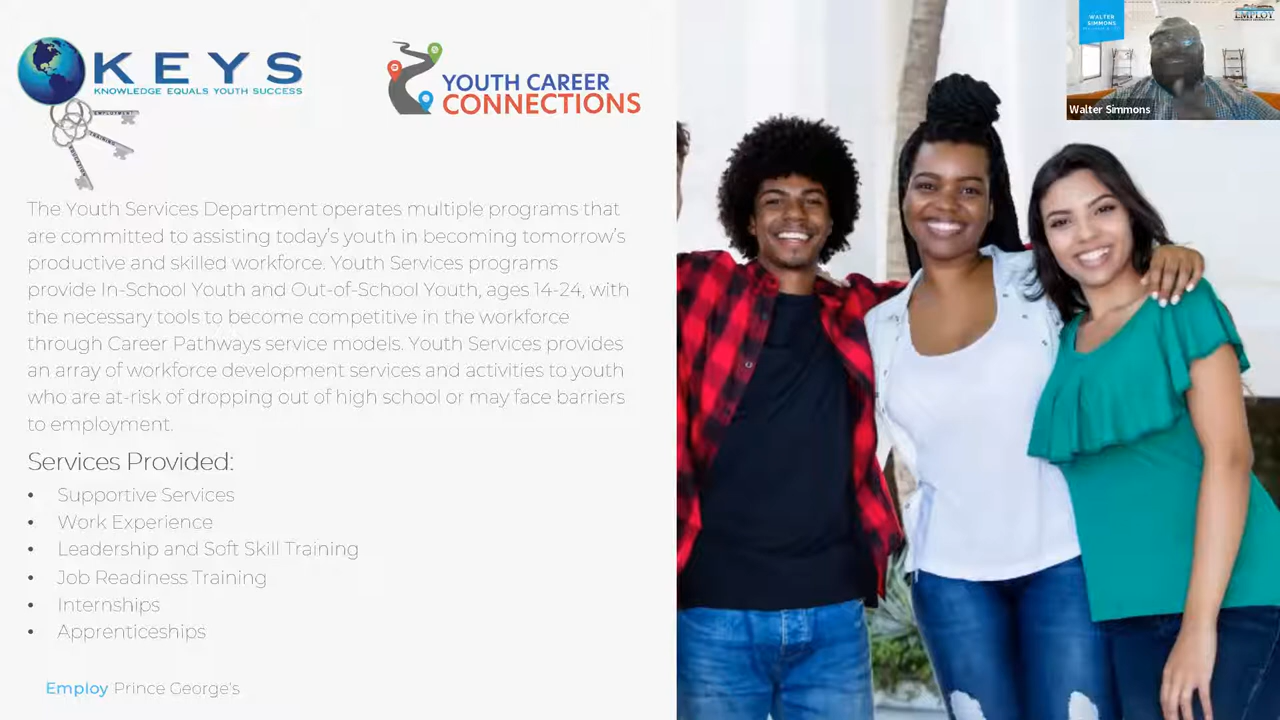 KEYS
KNOWLEDGE EQUALS YOUTH SUCCESS
YOUTH CAREER
CONNECTIONS
WALTER
SIMMONS
EMPLOY
Walter Simmons
The Youth Services Department operates multiple programs that
are committed to assisting today's youth in becoming tomorrow's
productive and skilled workforce. Youth Services programs
provide In-School Youth and Out-of-School Youth, ages 14-24, with
the necessary tools to become competitive in the workforce
through Career Pathways service models. Youth Services provides
an array of workforce development services and activities to youth
who are at-risk of dropping out of high school or may face barriers
to employment.
Services Provided:
• Supportive Services
• Work Experience
• Leadership and Soft Skill Training
• Job Readiness Training
• Internships
• Apprenticeships
Employ Prince George's